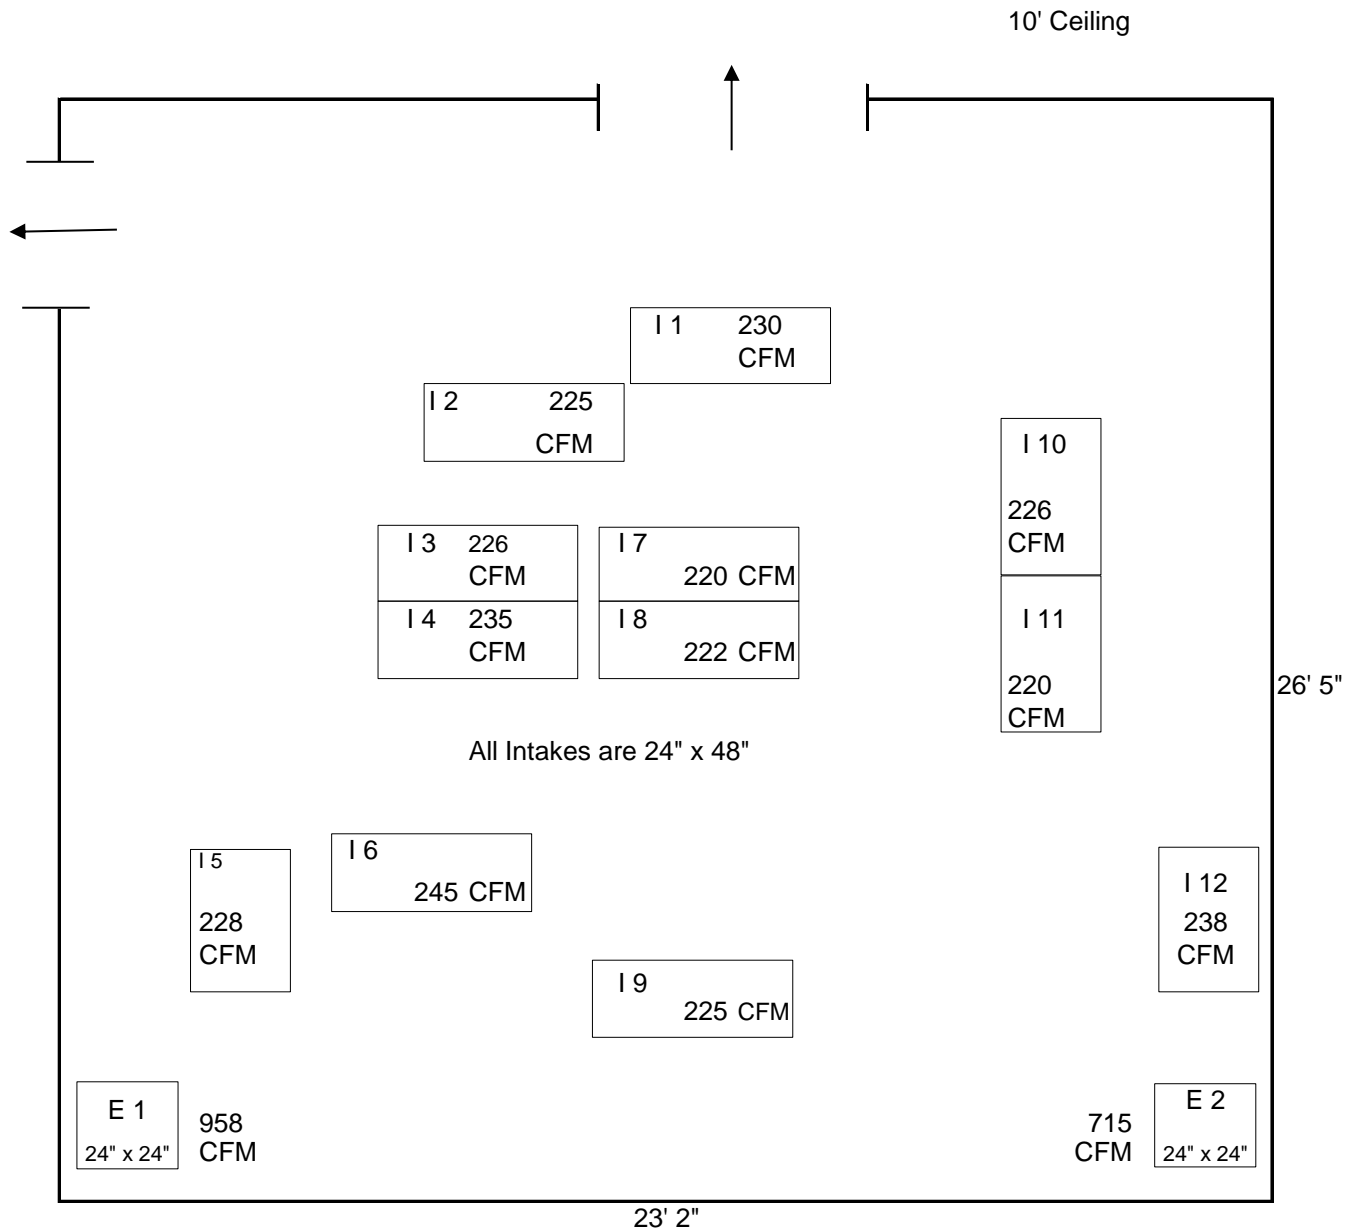 10' Ceiling
I 1 230
CFM
I 2 225
CFM
I 10
226
CFM
I 3 226
CFM
I 7
220 CFM
I 4 235
CFM
I 8
222 CFM
I 11
220
CFM
26' 5"
All Intakes are 24" x 48"
I 5
228
CFM
I 6
245 CFM
I 12
238
CFM
I 9
225 CFM
E 1
24" x 24"
958
CFM
715
CFM
E 2
24" x 24"
23' 2"